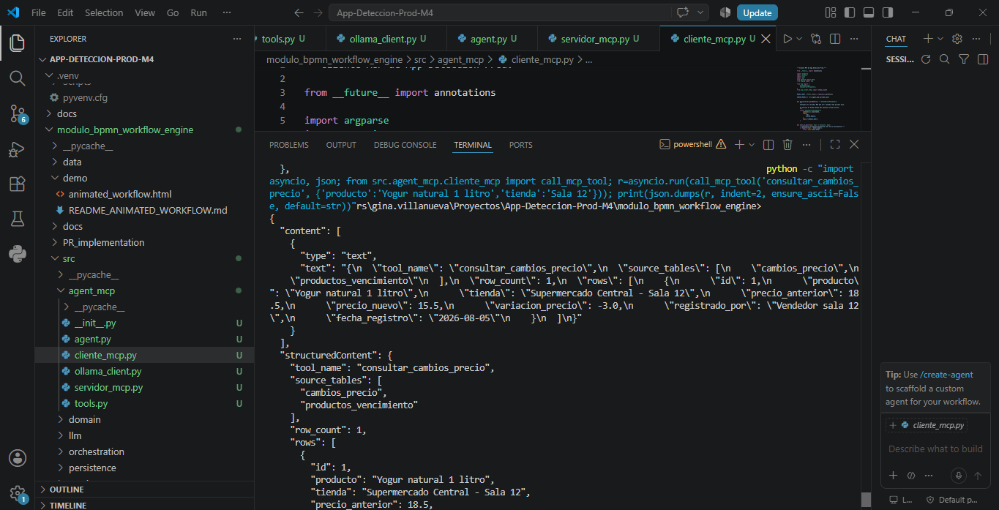 File Edit Selection View Go Run ···
App-Deteccion-Prod-M4
Update
EXPLORER
APP-DETECCION-PROD-M4
.venv
pyvenv.cfg
docs
modulo_bpmn_workflow_engine
__pycache__
data
demo
animated_workflow.html
README_ANIMATED_WORKFLOW.md
docs
PR_implementation
src
__pycache__
agent_mcp
__pycache__
__init__.py U
agent.py U
cliente_mcp.py U
ollama_client.py U
servidor_mcp.py U
tools.py U
domain
llm
orchestration
persistence
OUTLINE
TIMELINE
6
1
tools.py U
ollama_client.py U
agent.py U
servidor_mcp.py U
cliente_mcp.py U
modulo_bpmn_workflow_engine > src > agent_mcp > cliente_mcp.py > ...
2
3 from __future__ import annotations
4
5 import argparse
PROBLEMS OUTPUT DEBUG CONSOLE TERMINAL PORTS
powershell
}, python -c "import
asyncio, json; from src.agent_mcp.cliente_mcp import call_mcp_tool; r=asyncio.run(call_mcp_tool('consultar_cambios_
precio', {'producto':'Yogur natural 1 litro','tienda':'Sala 12'})); print(json.dumps(r, indent=2, ensure_ascii=Fals
e, default=str))"rs\gina.villanueva\Proyectos\App-Deteccion-Prod-M4\modulo_bpmn_workflow_engine>
{
"content": [
{
"type": "text",
"text": "{\n  \"tool_name\": \"consultar_cambios_precio\",\n  \"source_tables\": [\n    \"cambios_precio\",\n
\"productos_vencimiento\"\n  ],\n  \"row_count\": 1,\n  \"rows\": [\n    {\n      \"id\": 1,\n      \"producto\
": \"Yogur natural 1 litro\",\n      \"tienda\": \"Supermercado Central - Sala 12\",\n      \"precio_anterior\": 18
.5,\n      \"precio_nuevo\": 15.5,\n      \"variacion_precio\": -3.0,\n      \"registrado_por\": \"Vendedor sala 12
\",\n      \"fecha_registro\": \"2026-08-05\"\n    }\n  ]\n}"
}
],
"structuredContent": {
"tool_name": "consultar_cambios_precio",
"source_tables": [
"cambios_precio",
"productos_vencimiento"
],
"row_count": 1,
"rows": [
{
"id": 1,
"producto": "Yogur natural 1 litro",
"tienda": "Supermercado Central - Sala 12",
"precio_anterior": 18.5,
CHAT
SESSI...
Tip: Use /create-agent
to scaffold a custom
agent for your workflow.
cliente_mcp.py
Describe what to build
L...
Default p...